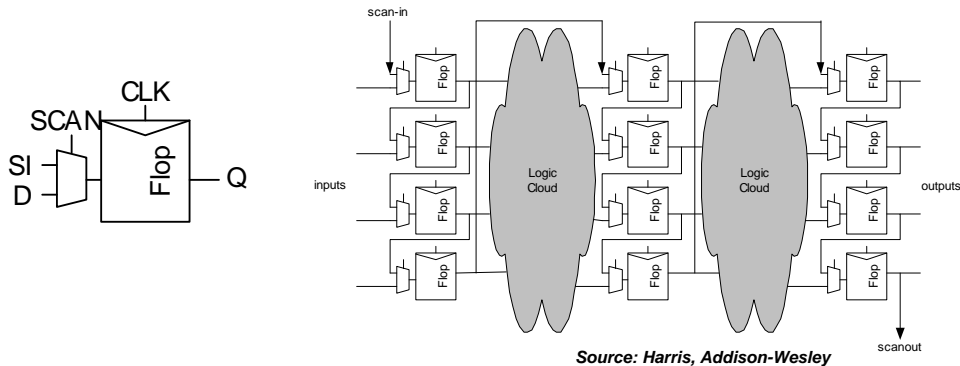 CLK
SCAN
SI
D
Flop
Q
scan-in
Flop
Flop
Flop
Flop
Flop
Flop
Flop
Flop
Flop
Flop
Flop
Flop
inputs
Logic
Cloud
Logic
Cloud
outputs
scanout
Source: Harris, Addison-Wesley